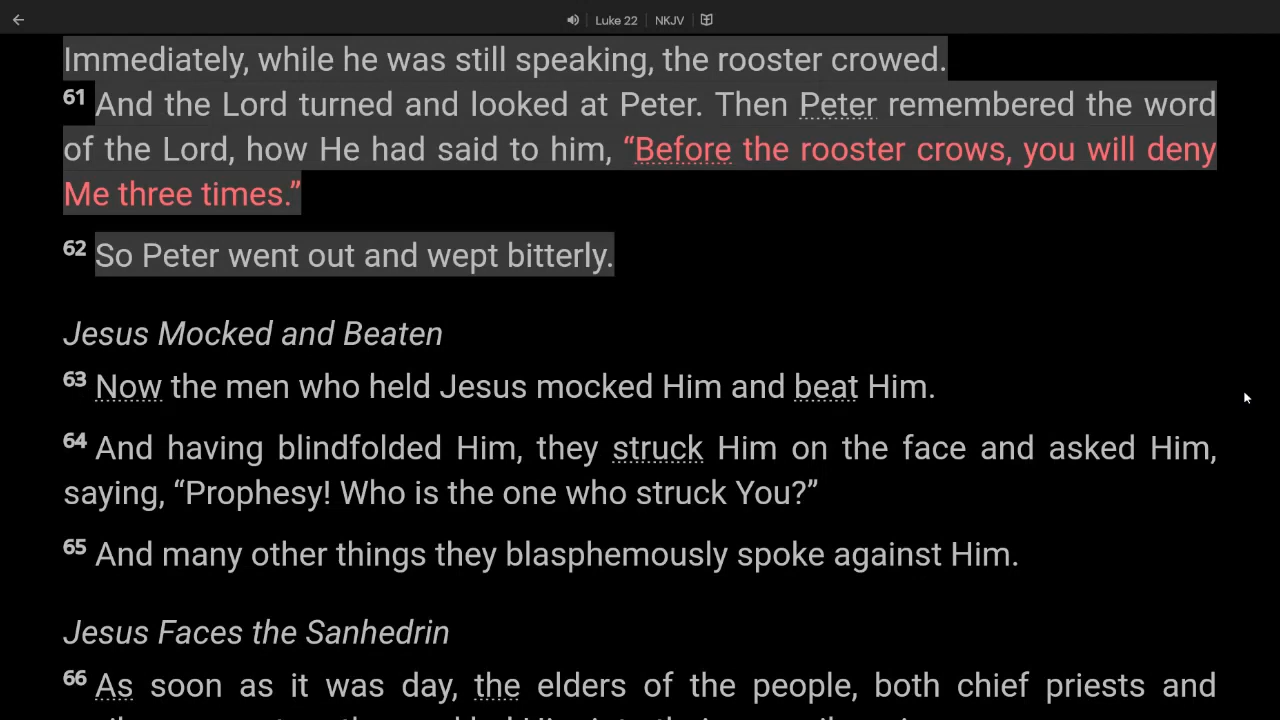 Luke 22 NKJV
Immediately, while he was still speaking, the rooster crowed.
61 And the Lord turned and looked at Peter. Then Peter remembered the word
of the Lord, how He had said to him, “Before the rooster crows, you will deny
Me three times.”
62 So Peter went out and wept bitterly.
Jesus Mocked and Beaten
63 Now the men who held Jesus mocked Him and beat Him.
64 And having blindfolded Him, they struck Him on the face and asked Him,
saying, “Prophesy! Who is the one who struck You?”
65 And many other things they blasphemously spoke against Him.
Jesus Faces the Sanhedrin
66 As soon as it was day, the elders of the people, both chief priests and